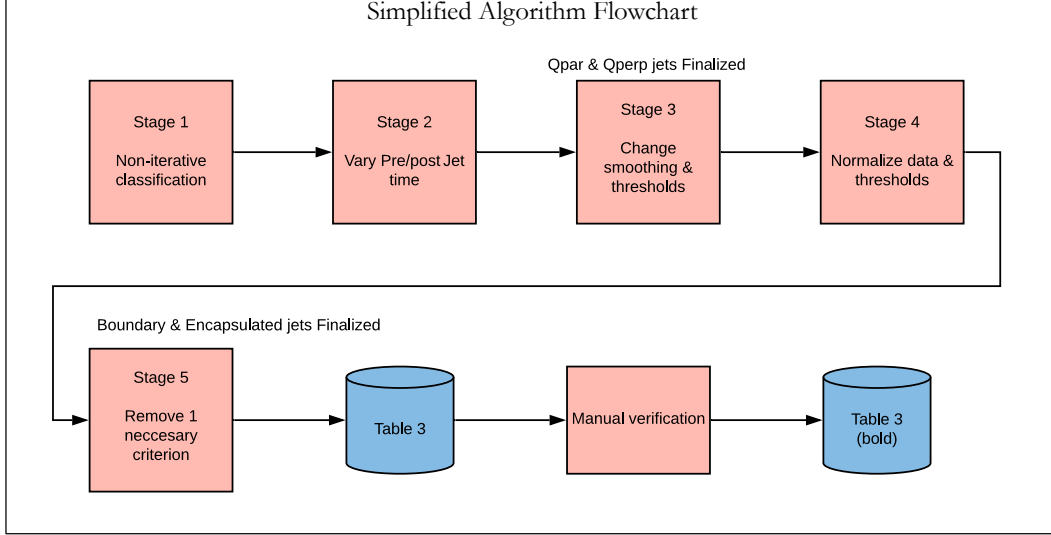 Simplified Algorithm Flowchart
Qpar & Qperp jets Finalized
Stage 1
Non-iterative
classification
Stage 2
Vary Pre/post Jet
time
Stage 3
Change
smoothing &
thresholds
Stage 4
Normalize data &
thresholds
Boundary & Encapsulated jets Finalized
Stage 5
Remove 1
neccesary
criterion
Table 3
Manual verification
Table 3
(bold)